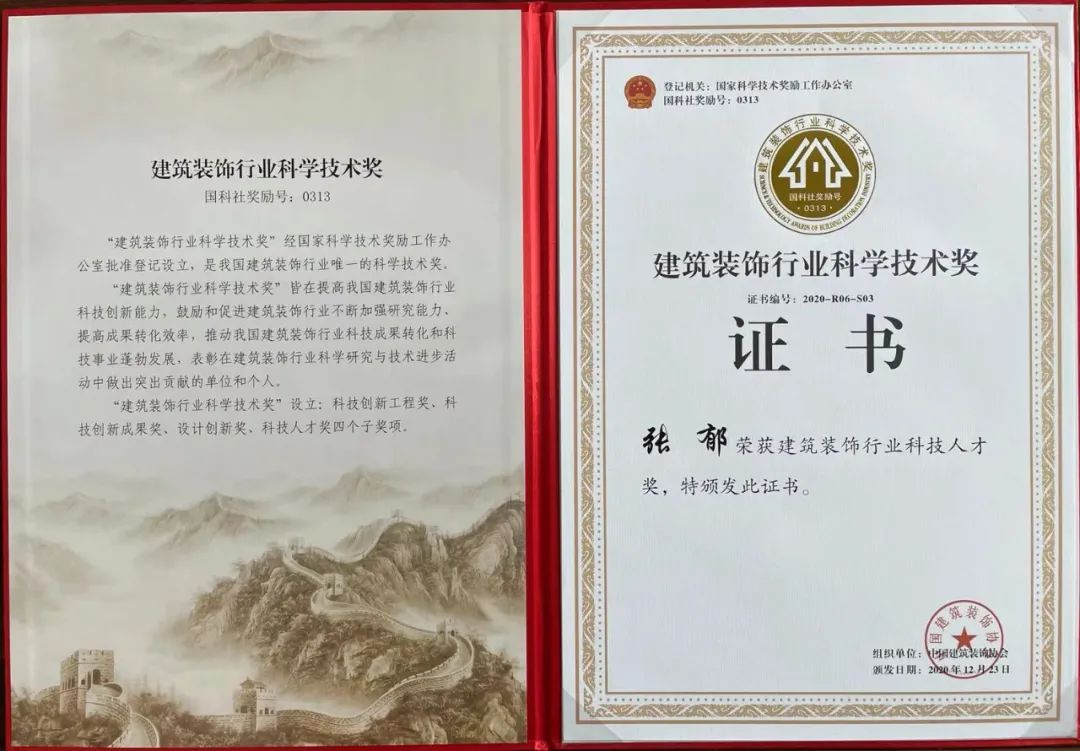 建筑装饰行业科学技术奖
国科社奖励号：0313
“建筑装饰行业科学技术奖”经国家科学技术奖励工作办
公室批准登记设立，是我国建筑装饰行业唯一的科学技术奖。
“建筑装饰行业科学技术奖”皆在提高我国建筑装饰行业
科技创新能力，鼓励和促进建筑装饰行业不断加强研究能力、
提高成果转化效率，推动我国建筑装饰行业科技成果转化和科
技事业蓬勃发展，表彰在建筑装饰行业科学研究与技术进步活
动中做出突出贡献的单位和个人。
“建筑装饰行业科学技术奖”设立：科技创新工程奖、科
技创新成果奖、设计创新奖、科技人才奖四个子奖项。
登记机关：国家科学技术奖励工作办公室
国科社奖励号：0313
建筑装饰行业科学技术奖
国科社奖励号
·0313·
SCIENCE & TECHNOLOGY AWARDS OF BUILDING DECORATION INDUSTRY
建筑装饰行业科学技术奖
证书编号：2020-R06-S03
证 书
张 郁 荣获建筑装饰行业科技人才
奖，特颁发此证书。
国建筑装饰协
组织单位：中国建筑装饰协会
颁发日期：2020年12月23日